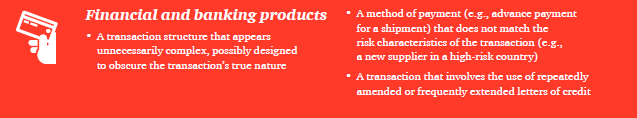 Financial and banking products
• A transaction structure that appears
unnecessarily complex, possibly designed
to obscure the transaction's true nature
• A method of payment (e.g., advance payment
for a shipment) that does not match the
risk characteristics of the transaction (e.g.,
a new supplier in a high-risk country)
• A transaction that involves the use of repeatedly
amended or frequently extended letters of credit